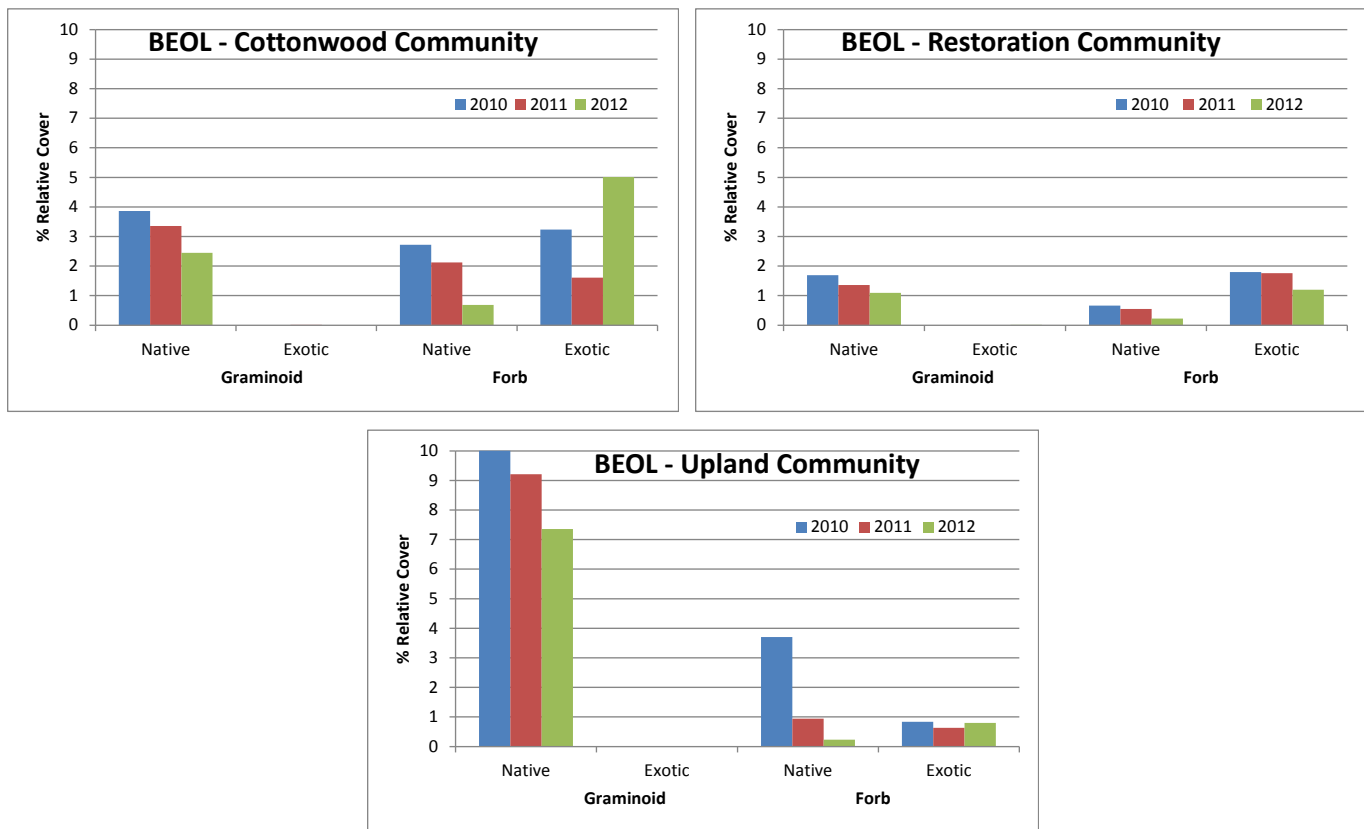 BEOL - Cottonwood Community
10
9
8
7
6
5
4
3
2
1
0
% Relative Cover
2010 2011 2012
Native Exotic Native Exotic
Graminoid Forb
BEOL - Restoration Community
10
9
8
7
6
5
4
3
2
1
0
% Relative Cover
2010 2011 2012
Native Exotic Native Exotic
Graminoid Forb
BEOL - Upland Community
10
9
8
7
6
5
4
3
2
1
0
% Relative Cover
2010 2011 2012
Native Exotic Native Exotic
Graminoid Forb